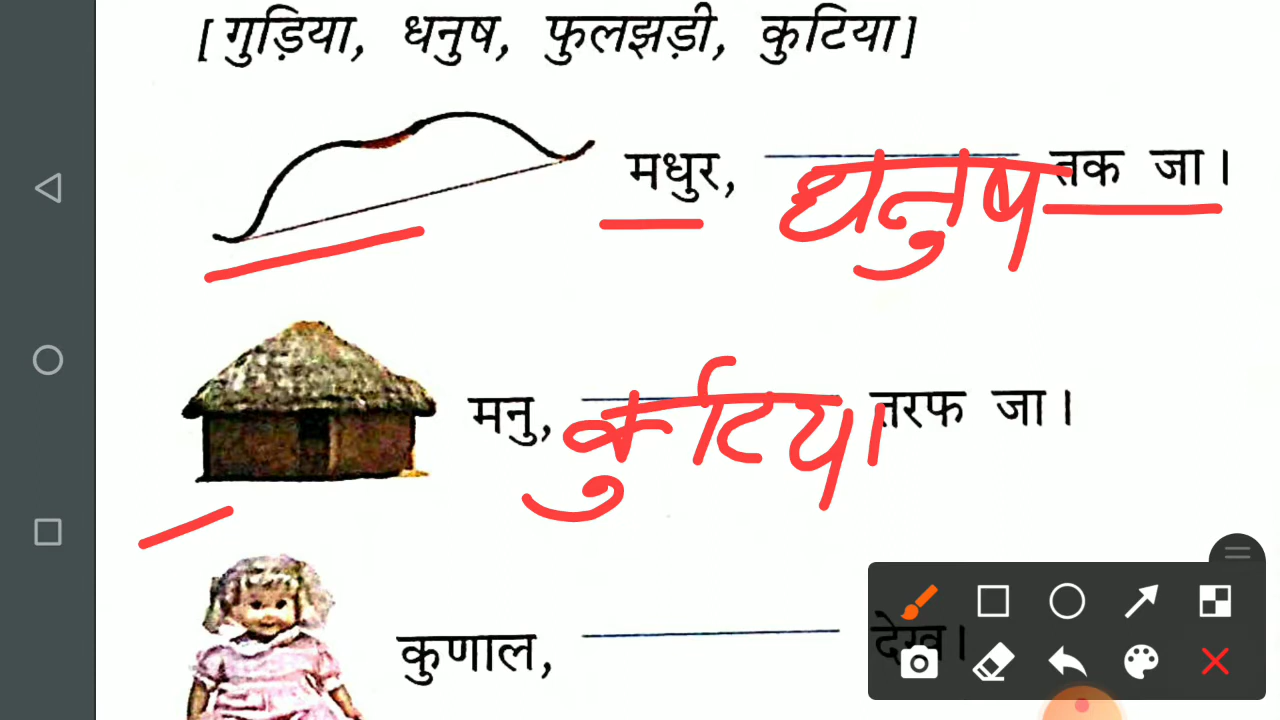 [गुड़िया, धनुष, फुलझड़ी, कुटिया]
मधुर, धनुष तक जा।
मनु, कुटिया तरफ जा।
कुणाल, देख।